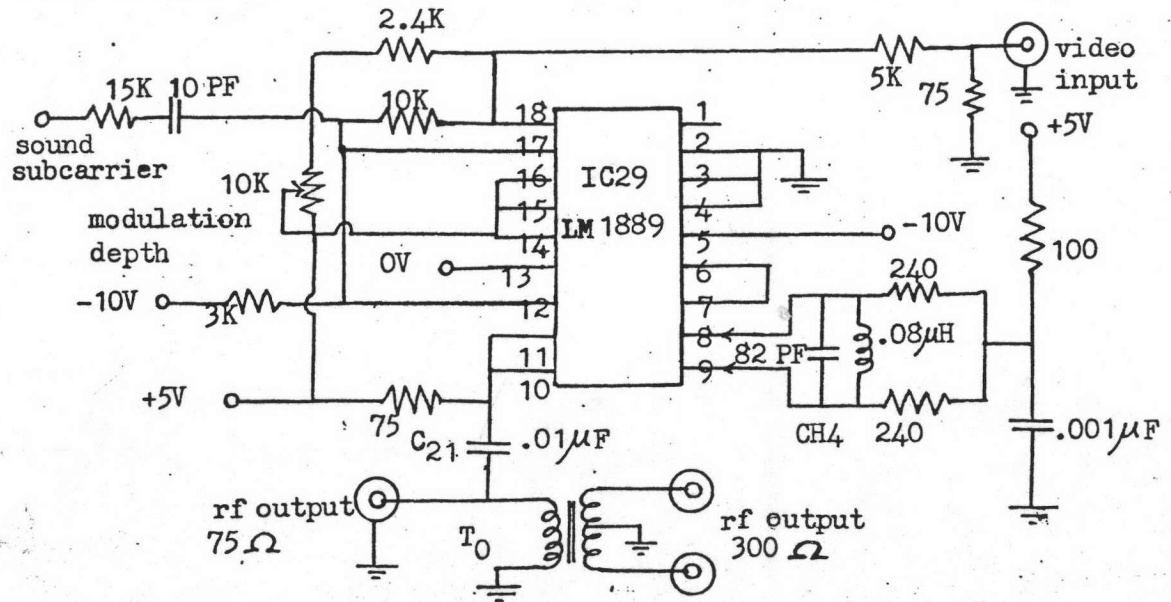 2.4K
15K
10 PF
10K
5K
75
video
input
sound
subcarrier
18
1
+5V
17
2
10K
16
IC29
3
modulation
depth
15
LM 1889
4
14
5
-10V
100
0V
13
6
240
-10V
3K
12
7
8
82 PF
.08μH
11
9
+5V
75
10
CH4
240
C21
.01μF
.001μF
rf output
75 Ω
T0
rf output
300 Ω